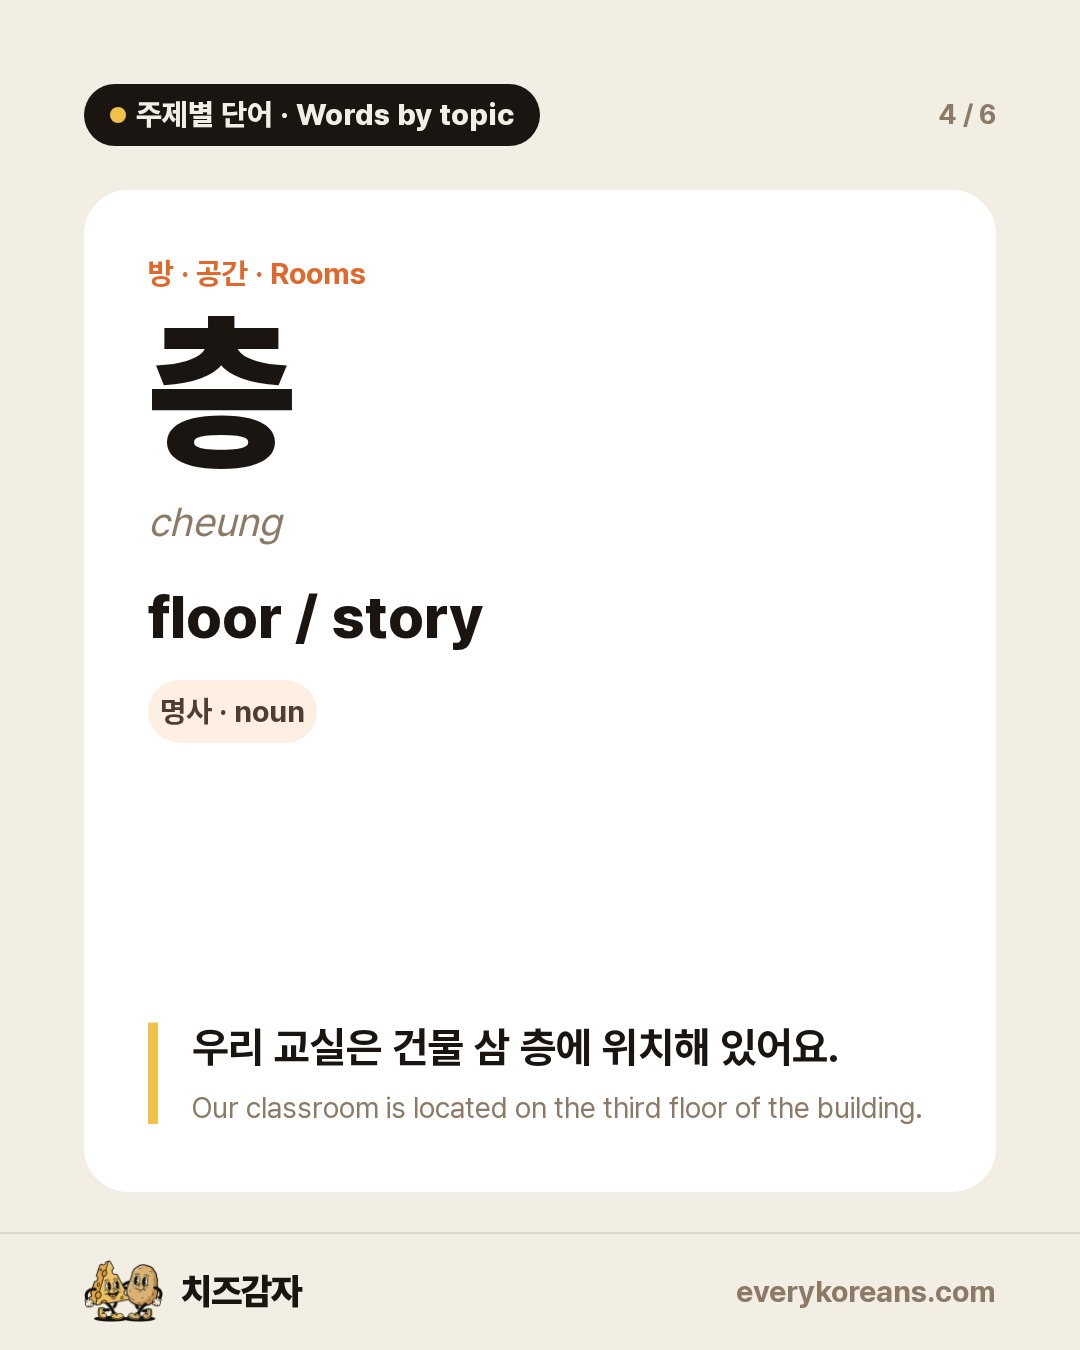 주제별 단어 · Words by topic
4 / 6
방 · 공간 · Rooms
층
cheung
floor / story
명사 · noun
우리 교실은 건물 삼 층에 위치해 있어요.
Our classroom is located on the third floor of the building.
치즈감자
everykoreans.com